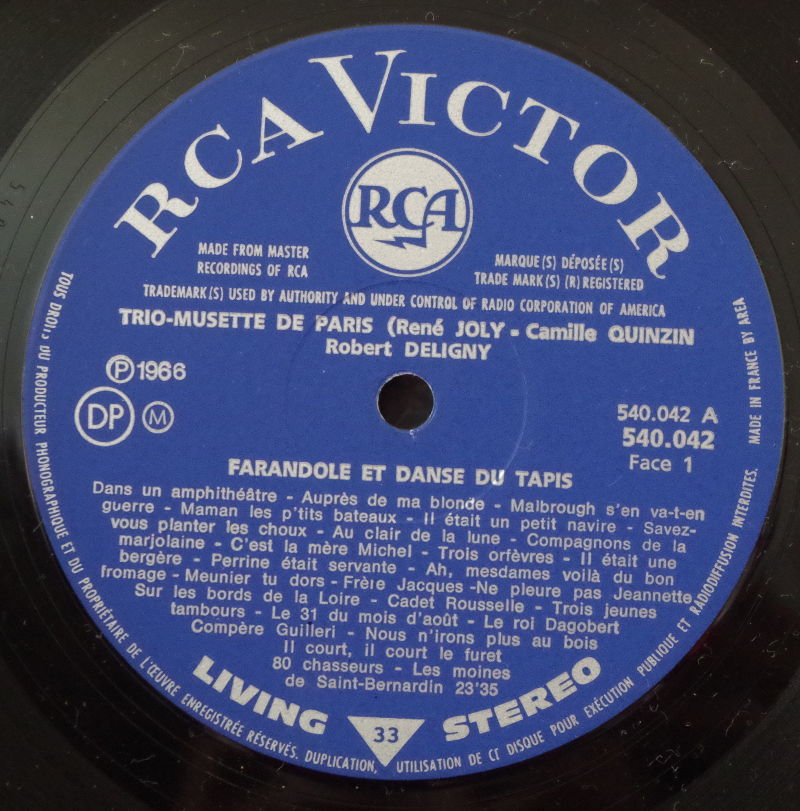 RCA VICTOR
RCA
MADE FROM MASTER
RECORDINGS OF RCA
MARQUE(S) DÉPOSÉE(S)
TRADE MARK(S) (R) REGISTERED
TRADEMARK(S) USED BY AUTHORITY AND UNDER CONTROL OF RADIO CORPORATION OF AMERICA
TRIO-MUSETTE DE PARIS (René JOLY - Camille QUINZIN
Robert DELIGNY
Ⓟ 1966
DP M
540.042 A
540.042
Face 1
FARANDOLE ET DANSE DU TAPIS
Dans un amphithéâtre - Auprès de ma blonde - Malbrough s'en va-t-en
guerre - Maman les p'tits bateaux - Il était un petit navire - Savez-
vous planter les choux - Au clair de la lune - Compagnons de la
marjolaine - C'est la mère Michel - Trois orfèvres - Il était une
bergère - Perrine était servante - Ah, mesdames voilà du bon
fromage - Meunier tu dors - Frère Jacques -Ne pleure pas Jeannette
Sur les bords de la Loire - Cadet Rousselle - Trois jeunes
tambours - Le 31 du mois d'août - Le roi Dagobert
Compère Guilleri - Nous n'irons plus au bois
Il court, il court le furet
80 chasseurs - Les moines
de Saint-Bernardin 23'35
LIVING 33 STEREO
TOUS DU PRODUCTEUR PHONOGRAPHIQUE ET DU PROPRIÉTAIRE DE L'ŒUVRE ENREGISTRÉE RÉSERVÉS. DUPLICATION, UTILISATION DE CE DISQUE POUR EXÉCUTION PUBLIQUE ET RADIODIFFUSION INTERDITES. MADE IN FRANCE BY AREA